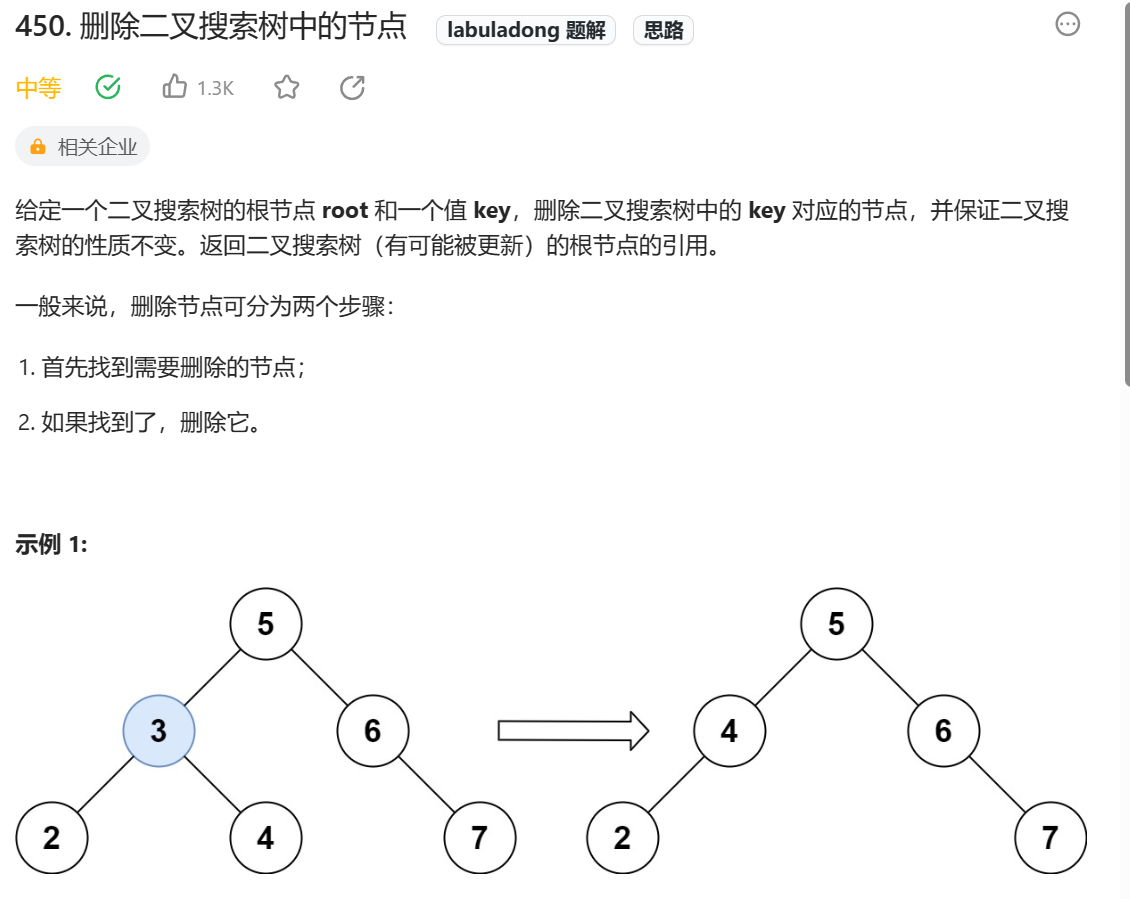 450. 删除二叉搜索树中的节点 labuladong 题解 思路
中等 1.3K
相关企业
给定一个二叉搜索树的根节点 root 和一个值 key，删除二叉搜索树中的 key 对应的节点，并保证二叉搜
索树的性质不变。返回二叉搜索树（有可能被更新）的根节点的引用。
一般来说，删除节点可分为两个步骤：
1. 首先找到需要删除的节点；
2. 如果找到了，删除它。
示例 1:
5 5
3 6 4 6
2 4 7 2 7